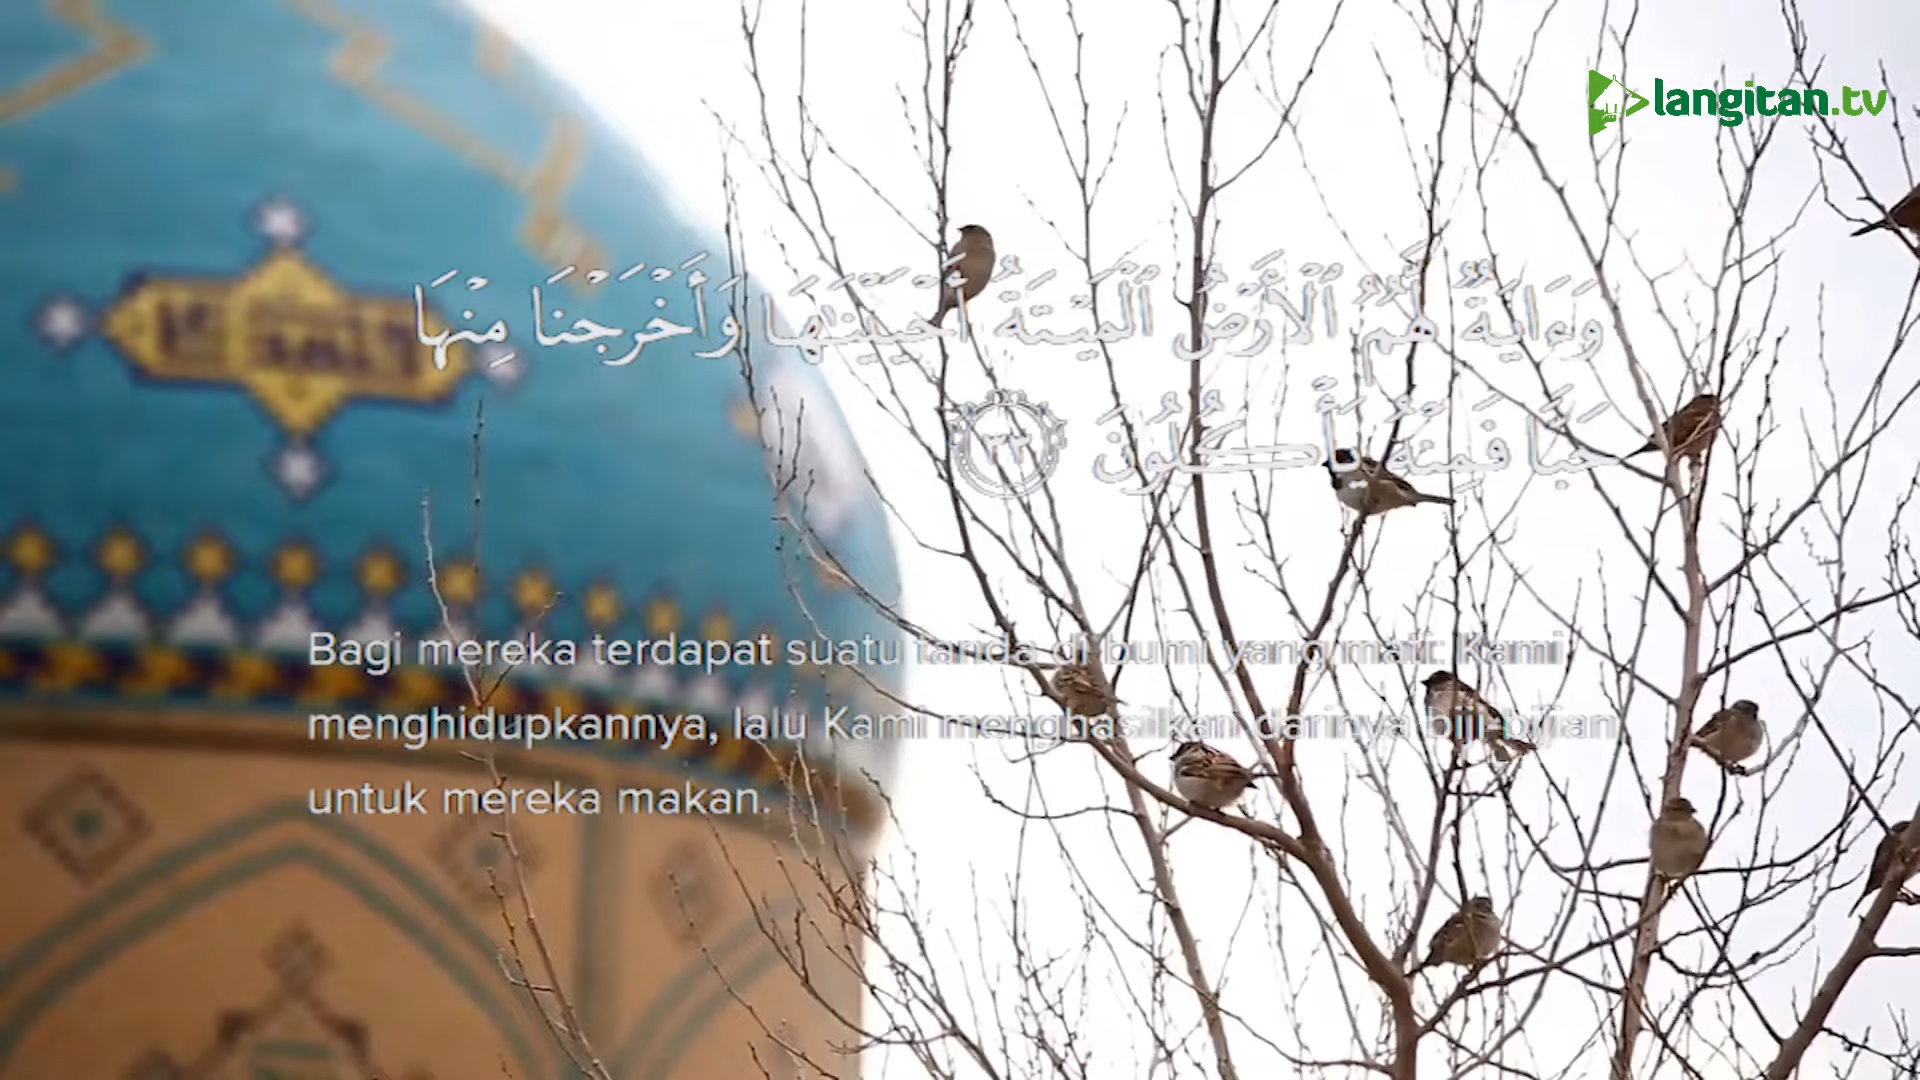 langitan.tv
وَءَايَةٌ لَّهُمُ ٱلْأَرْضُ ٱلْمَيْتَةُ أَحْيَيْنَٰهَا وَأَخْرَجْنَا مِنْهَا
حَبًّا فَمِنْهُ يَأْكُلُونَ ٣٣
Bagi mereka terdapat suatu tanda di bumi yang mati: Kami
menghidupkannya, lalu Kami menghasilkan darinya biji-bijian
untuk mereka makan.